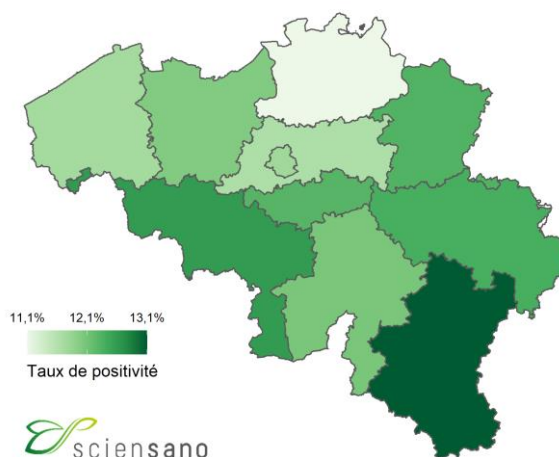 11,1% 12,1% 13,1%
Taux de positivité
sciensano